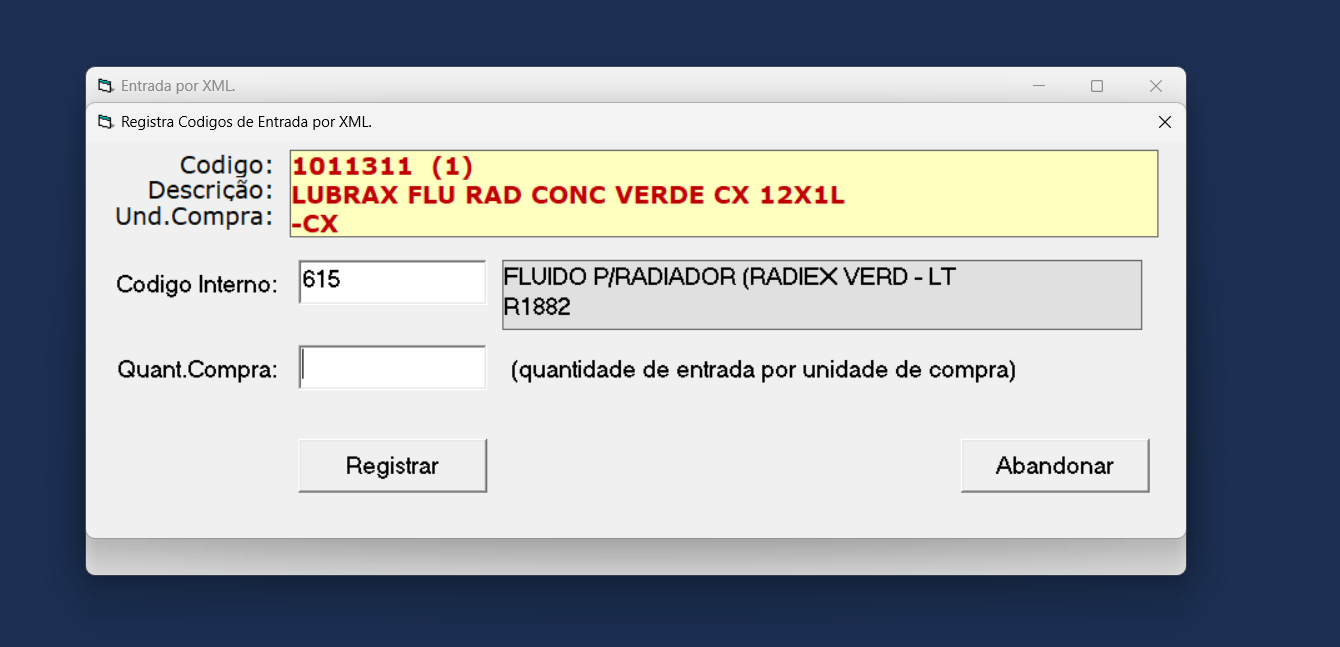 Entrada por XML.
Registra Codigos de Entrada por XML.
Codigo: 1011311 (1)
Descrição: LUBRAX FLU RAD CONC VERDE CX 12X1L
Und.Compra: -CX
Codigo Interno: 615 FLUIDO P/RADIADOR (RADIEX VERD - LT
R1882
Quant.Compra: (quantidade de entrada por unidade de compra)
Registrar Abandonar